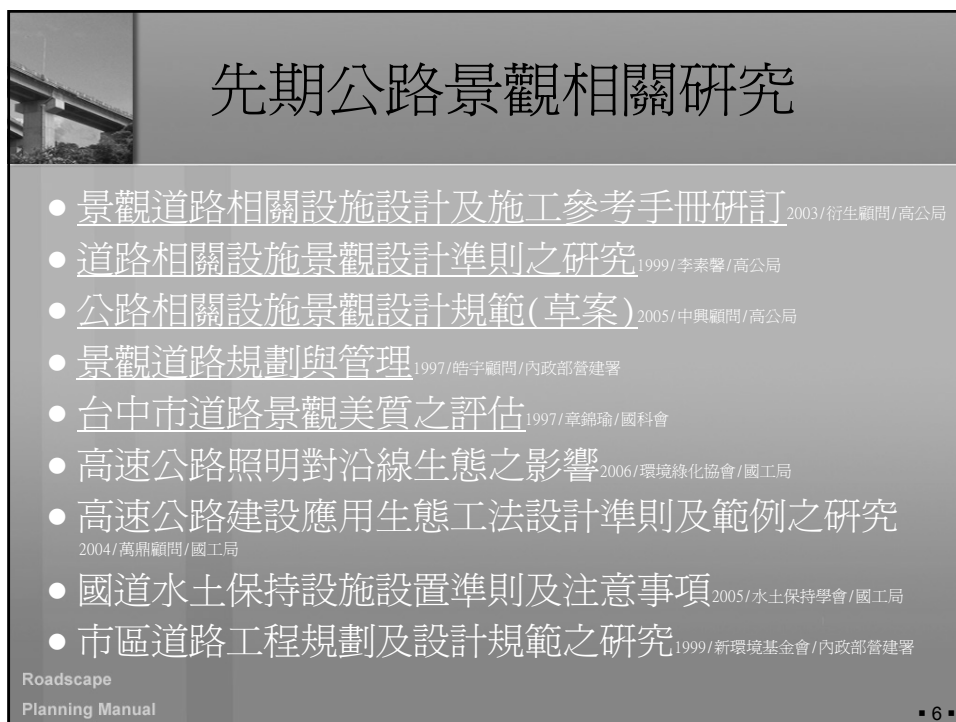 先期公路景觀相關研究
● 景觀道路相關設施設計及施工參考手冊研訂2003/衍生顧問/高公局
● 道路相關設施景觀設計準則之研究1999/李素馨/高公局
● 公路相關設施景觀設計規範(草案)2005/中興顧問/高公局
● 景觀道路規劃與管理1997/皓宇顧問/內政部營建署
● 台中市道路景觀美質之評估1997/章錦瑜/國科會
● 高速公路照明對沿線生態之影響2006/環境綠化協會/國工局
● 高速公路建設應用生態工法設計準則及範例之研究
2004/萬鼎顧問/國工局
● 國道水土保持設施設置準則及注意事項2005/水土保持學會/國工局
● 市區道路工程規劃及設計規範之研究1999/新環境基金會/內政部營建署
Roadscape
Planning Manual
▪ 6 ▪